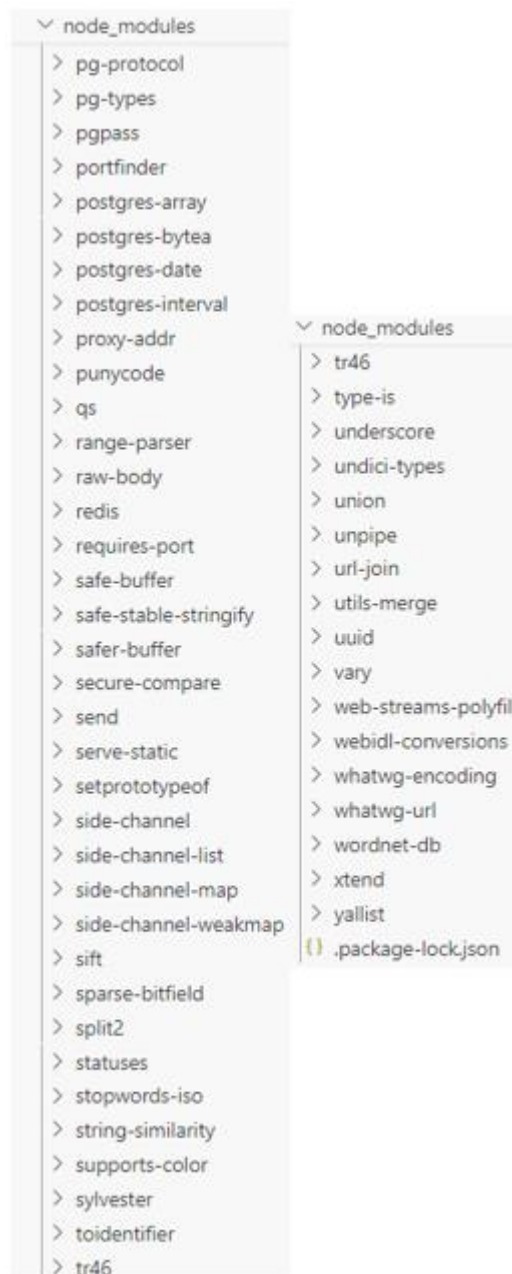 node_modules
pg-protocol
pg-types
pgpass
portfinder
postgres-array
postgres-bytea
postgres-date
postgres-interval
proxy-addr
punycode
qs
range-parser
raw-body
redis
requires-port
safe-buffer
safe-stable-stringify
safer-buffer
secure-compare
send
serve-static
setprototypeof
side-channel
side-channel-list
side-channel-map
side-channel-weakmap
sift
sparse-bitfield
split2
statuses
stopwords-iso
string-similarity
supports-color
sylvester
toidentifier
tr46
node_modules
tr46
type-is
underscore
undici-types
union
unpipe
url-join
utils-merge
uuid
vary
web-streams-polyfil
webidl-conversions
whatwg-encoding
whatwg-url
wordnet-db
xtend
yallist
{} .package-lock.json